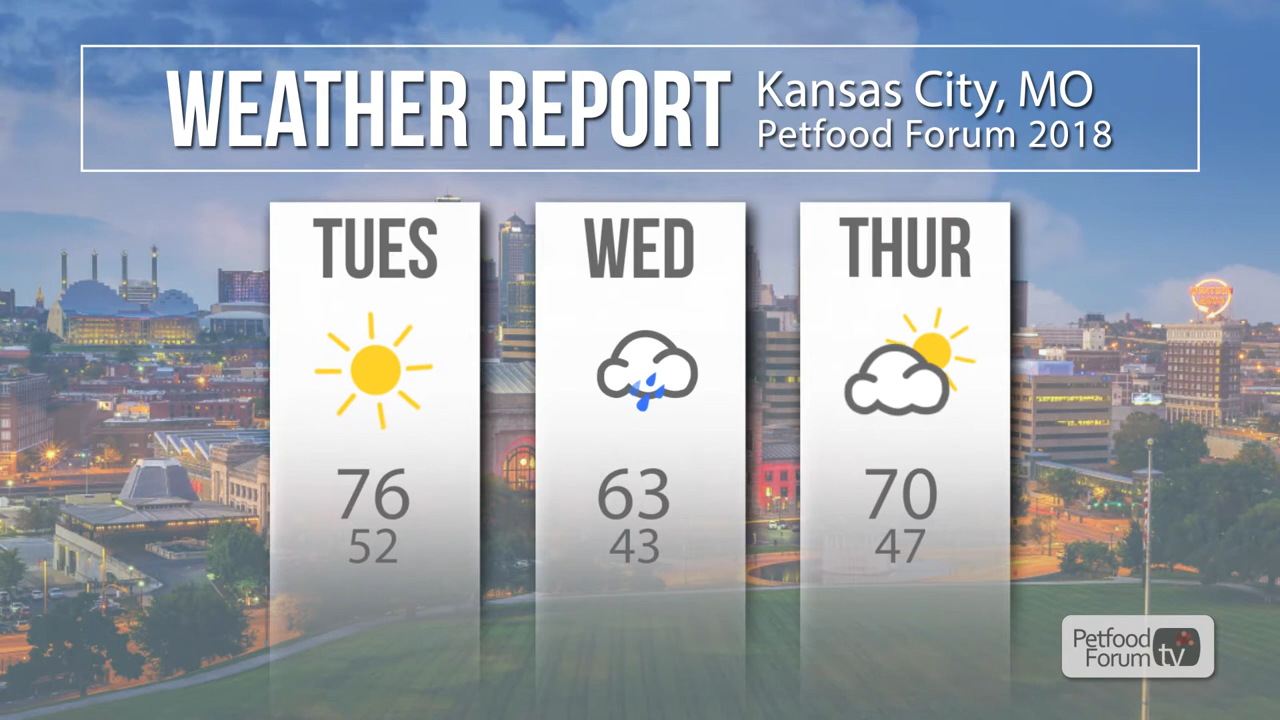 WEATHER REPORT
Kansas City, MO
Petfood Forum 2018
TUES
WED
THUR
76
52
63
43
70
47
Petfood
Forum tv